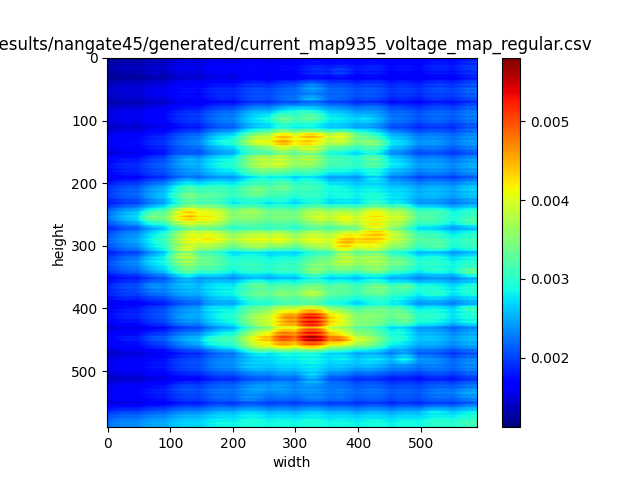 esults/nangate45/generated/current_map935_voltage_map_regular.csv
0
100
200
300
400
500
height
0 100 200 300 400 500
width
0.005
0.004
0.003
0.002